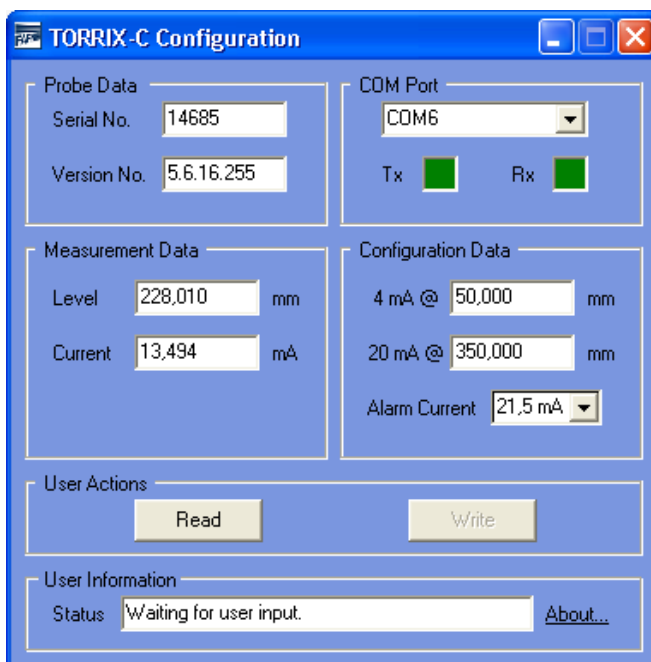 TORRIX-C Configuration
Probe Data
Serial No. 14685
Version No. 5.6.16.255
COM Port
COM6
Tx Rx
Measurement Data
Level 228,010 mm
Current 13,494 mA
Configuration Data
4 mA @ 50,000 mm
20 mA @ 350,000 mm
Alarm Current 21,5 mA
User Actions
Read Write
User Information
Status Waiting for user input. About...